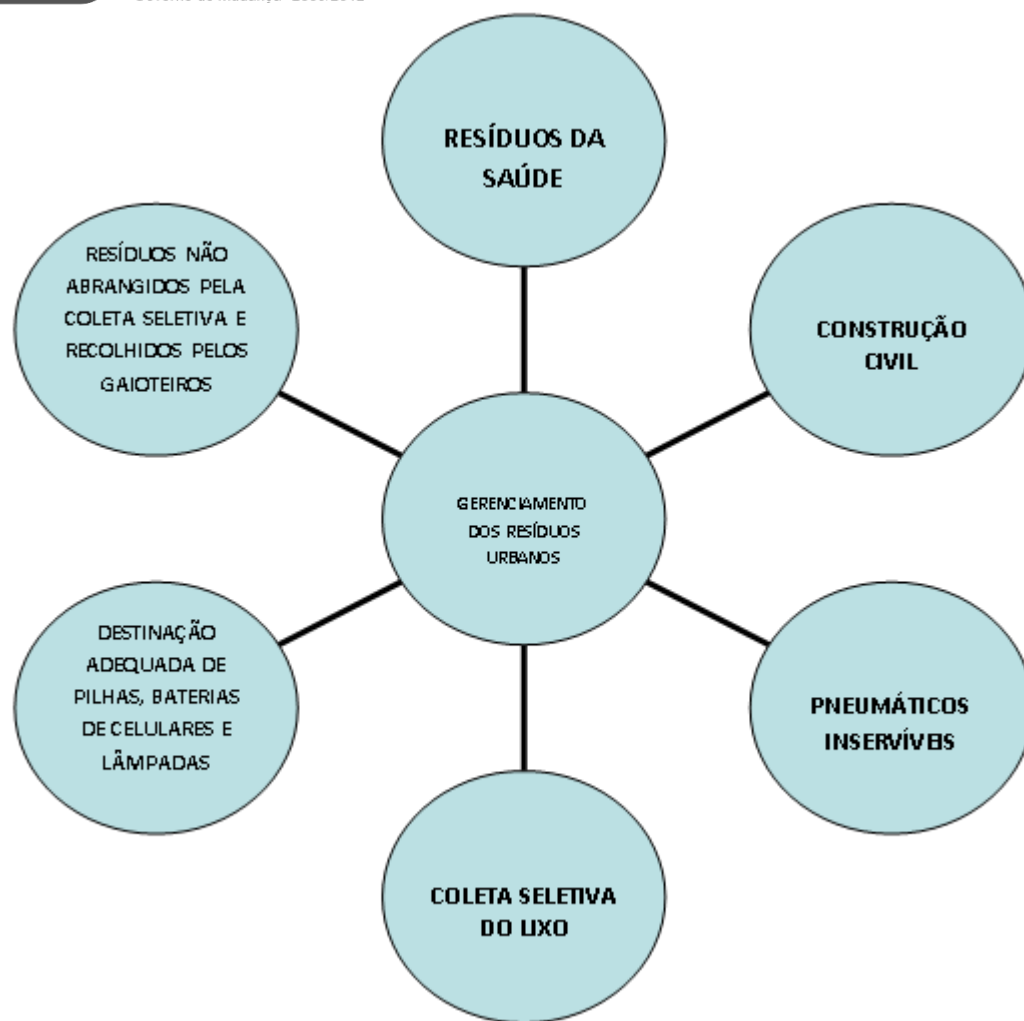 RESÍDUOS DA
SAÚDE
RESÍDUOS NÃO
ABRANGIDOS PELA
COLETA SELETIVA E
RECOLHIDOS PELOS
GAIOTEIROS
CONSTRUÇÃO
CIVIL
GERENCIAMENTO
DOS RESÍDUOS
URBANOS
DESTINAÇÃO
ADEQUADA DE
PILHAS, BATERIAS
DE CELULARES E
LÂMPADAS
PNEUMÁTICOS
INSERVÍVEIS
COLETA SELETIVA
DO LIXO